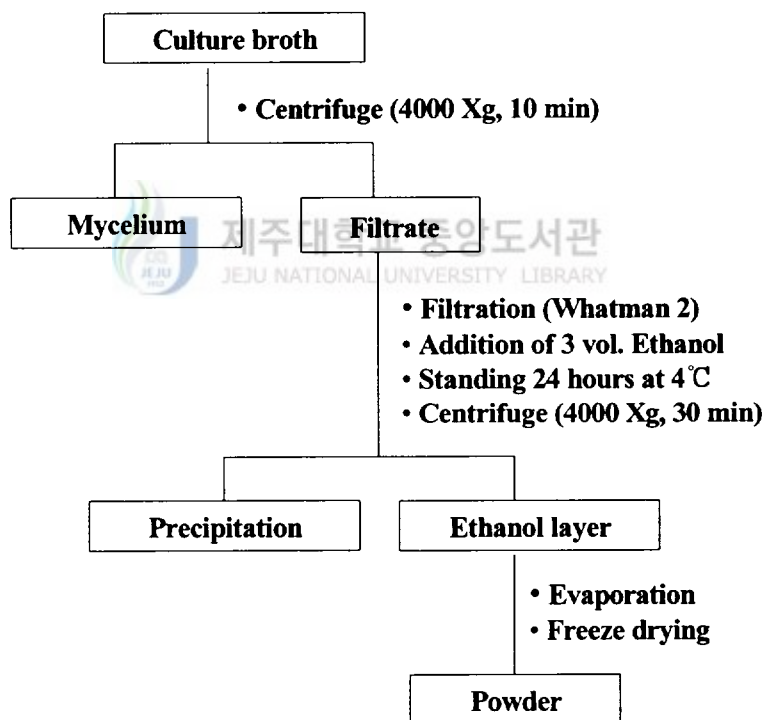 Culture broth
• Centrifuge (4000 Xg, 10 min)
Mycelium
Filtrate
제주대학교 중앙도서관
JEJU NATIONAL UNIVERSITY LIBRARY
JEJU
1952
• Filtration (Whatman 2)
• Addition of 3 vol. Ethanol
• Standing 24 hours at 4℃
• Centrifuge (4000 Xg, 30 min)
Precipitation
Ethanol layer
• Evaporation
• Freeze drying
Powder